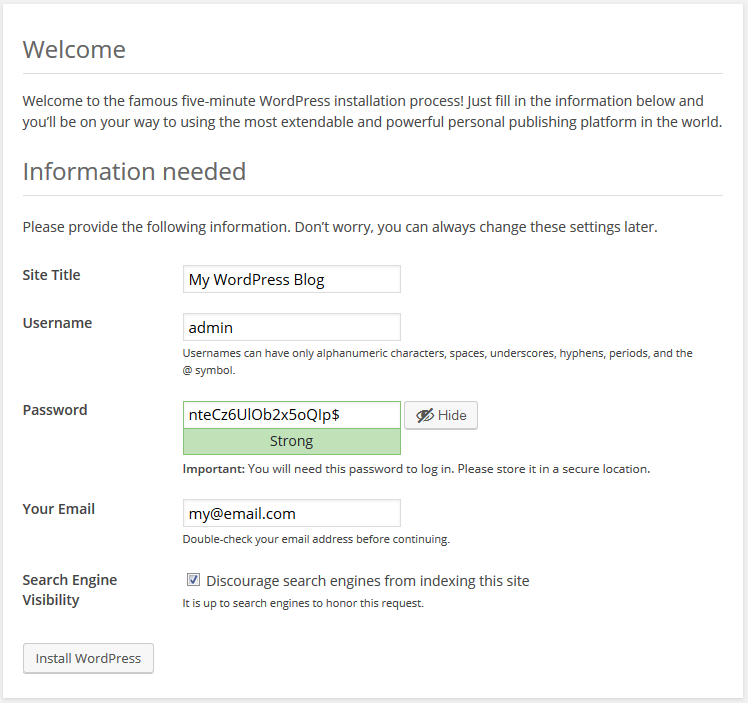 Welcome
Welcome to the famous five-minute WordPress installation process! Just fill in the information below and
you’ll be on your way to using the most extendable and powerful personal publishing platform in the world.
Information needed
Please provide the following information. Don’t worry, you can always change these settings later.
Site Title
My WordPress Blog
Username
admin
Usernames can have only alphanumeric characters, spaces, underscores, hyphens, periods, and the
@ symbol.
Password
nteCz6UlOb2x5oQIp$
Hide
Strong
Important: You will need this password to log in. Please store it in a secure location.
Your Email
my@email.com
Double-check your email address before continuing.
Search Engine
Visibility
Discourage search engines from indexing this site
It is up to search engines to honor this request.
Install WordPress